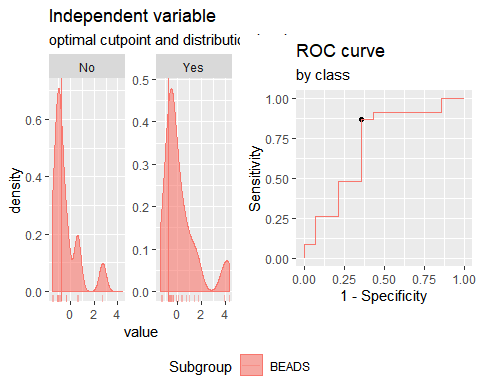 Independent variable
optimal cutpoint and distributio
No
Yes
density
0.0
0.2
0.4
0.6
0.0
0.1
0.2
0.3
0.4
0.5
0
2
4
0
2
4
value
ROC curve
by class
Sensitivity
1.00
0.75
0.50
0.25
0.00
0.00
0.25
0.50
0.75
1.00
1 - Specificity
Subgroup
BEADS